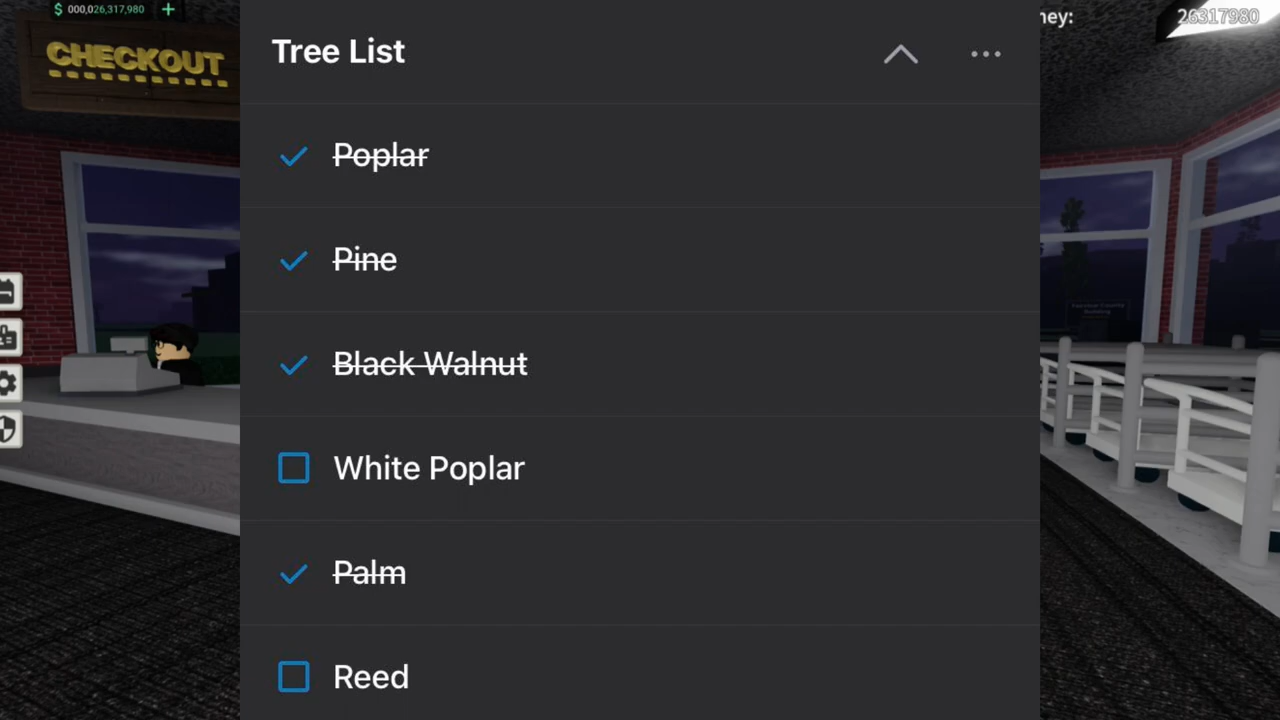 $ 000,026,317,980 +
CHECKOUT
ney:
26317980
Tree List
Poplar
Pine
Black Walnut
White Poplar
Palm
Reed